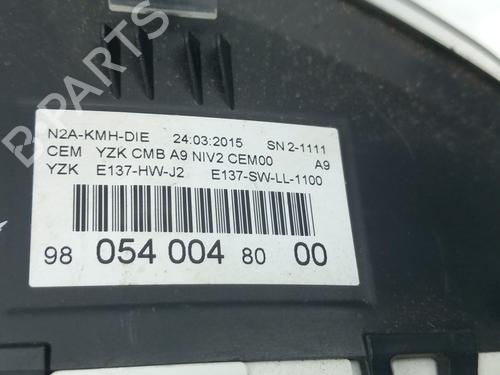 N2A-KMH-DIE 24:03:2015 SN 2-1111
CEM YZK CMB A9 NIV2 CEM00 A9
YZK E137-HW-J2 E137-SW-LL-1100
98 054 004 80 00
B-PARTS